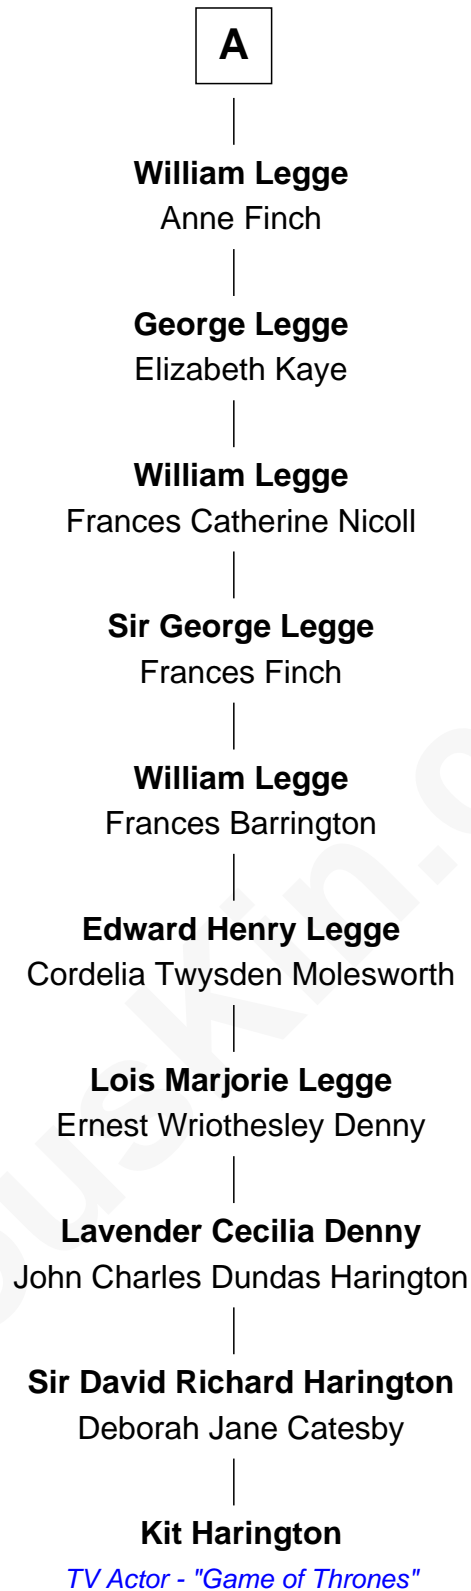 A
William Legge
Anne Finch
George Legge
Elizabeth Kaye
William Legge
Frances Catherine Nicoll
Sir George Legge
Frances Finch
William Legge
Frances Barrington
Edward Henry Legge
Cordelia Twysden Molesworth
Lois Marjorie Legge
Ernest Wriothesley Denny
Lavender Cecilia Denny
John Charles Dundas Harington
Sir David Richard Harington
Deborah Jane Catesby
Kit Harington
TV Actor - "Game of Thrones"